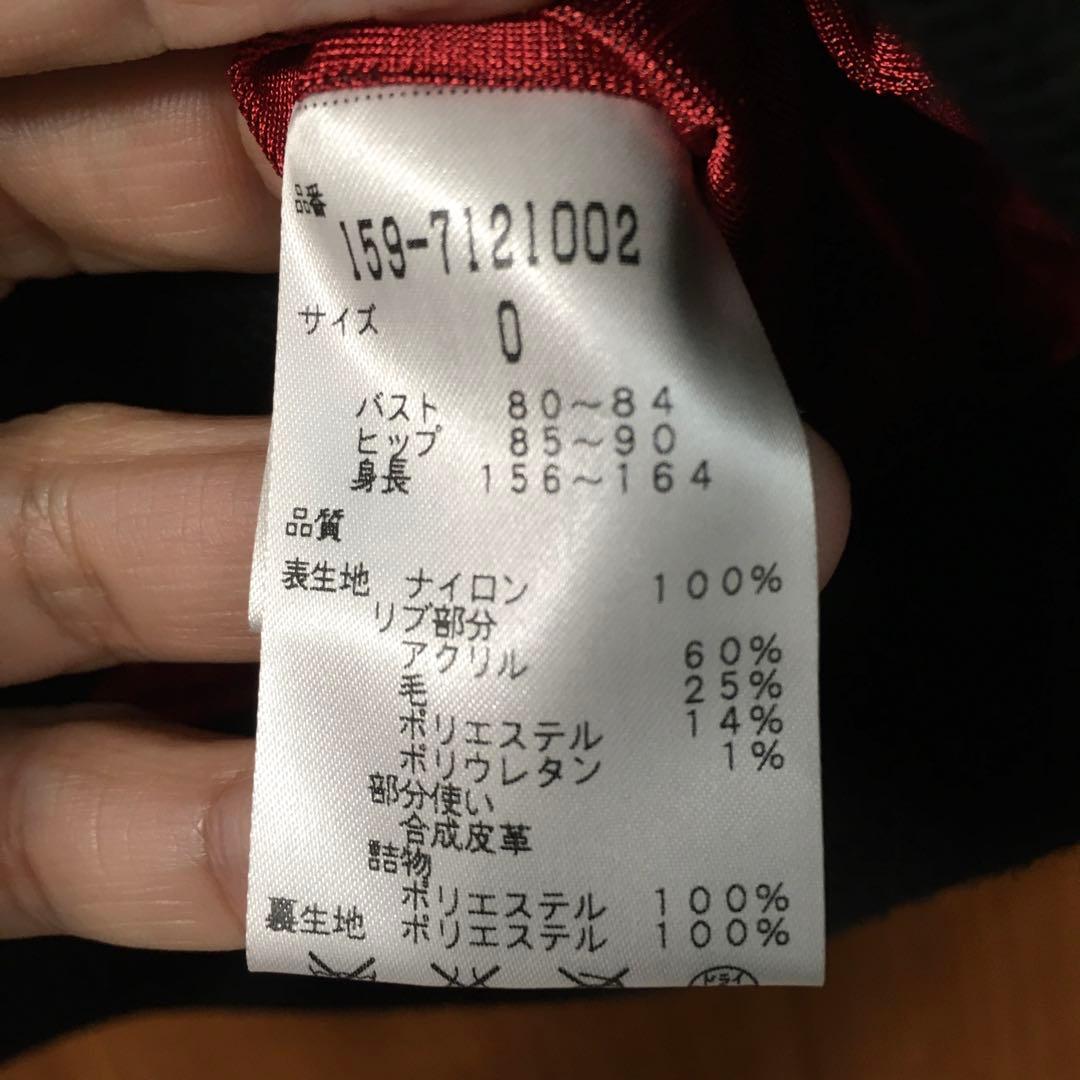 品番
159-7121002
サイズ 0
バスト 80~84
ヒップ 85~90
身長 156~164
品質
表生地 ナイロン 100%
リブ部分
アクリル 60%
毛 25%
ポリエステル 14%
ポリウレタン 1%
部分使い
合成皮革
詰物
ポリエステル 100%
裏生地 ポリエステル 100%
ドライ